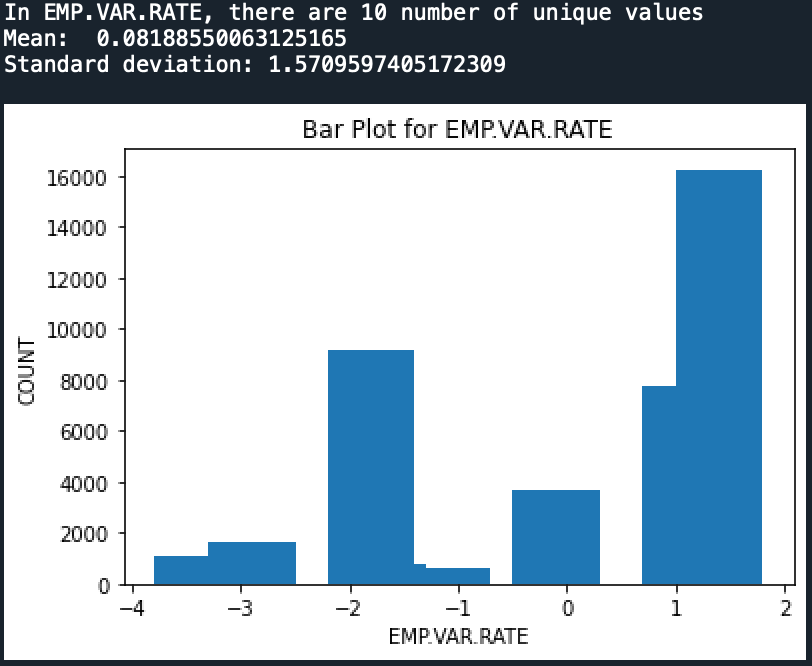 In EMP.VAR.RATE, there are 10 number of unique values
Mean:  0.08188550063125165
Standard deviation: 1.5709597405172309
Bar Plot for EMP.VAR.RATE
16000
14000
12000
10000
8000
6000
4000
2000
0
COUNT
−4 −3 −2 −1 0 1 2
EMP.VAR.RATE